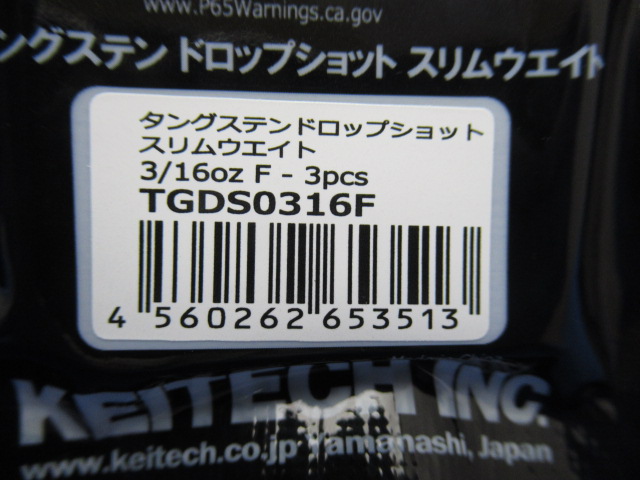 www.P65Warnings.ca.gov
ングステン ドロップショット スリムウエイト
タングステンドロップショット
スリムウエイト
3/16oz F - 3pcs
TGDS0316F
4 560262 653513
KEITECH INC.
www.keitech.co.jp Yamanashi, Japan